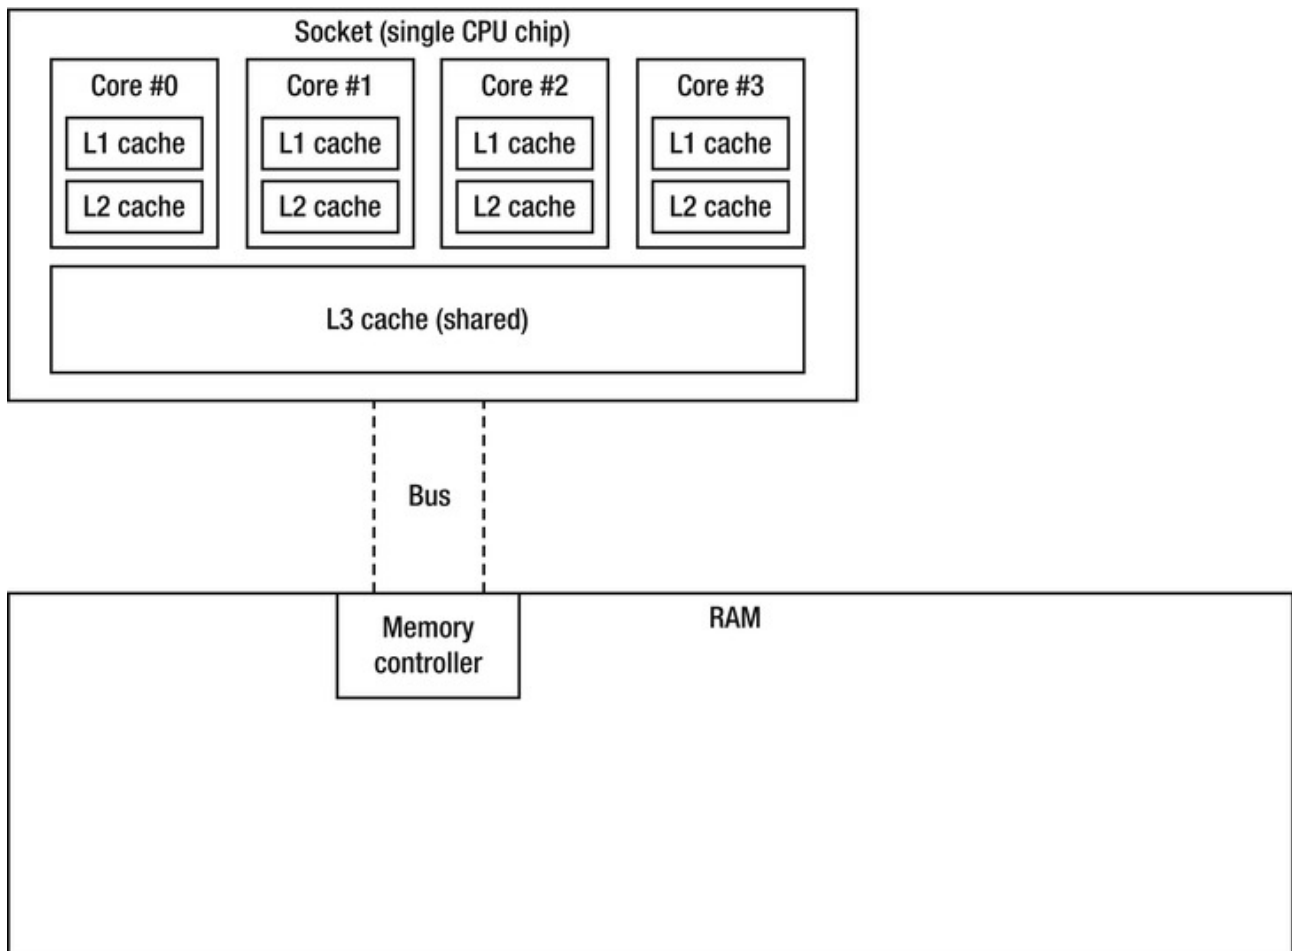 Socket (single CPU chip)
Core #0
Core #1
Core #2
Core #3
L1 cache
L1 cache
L1 cache
L1 cache
L2 cache
L2 cache
L2 cache
L2 cache
L3 cache (shared)
Bus
RAM
Memory
controller